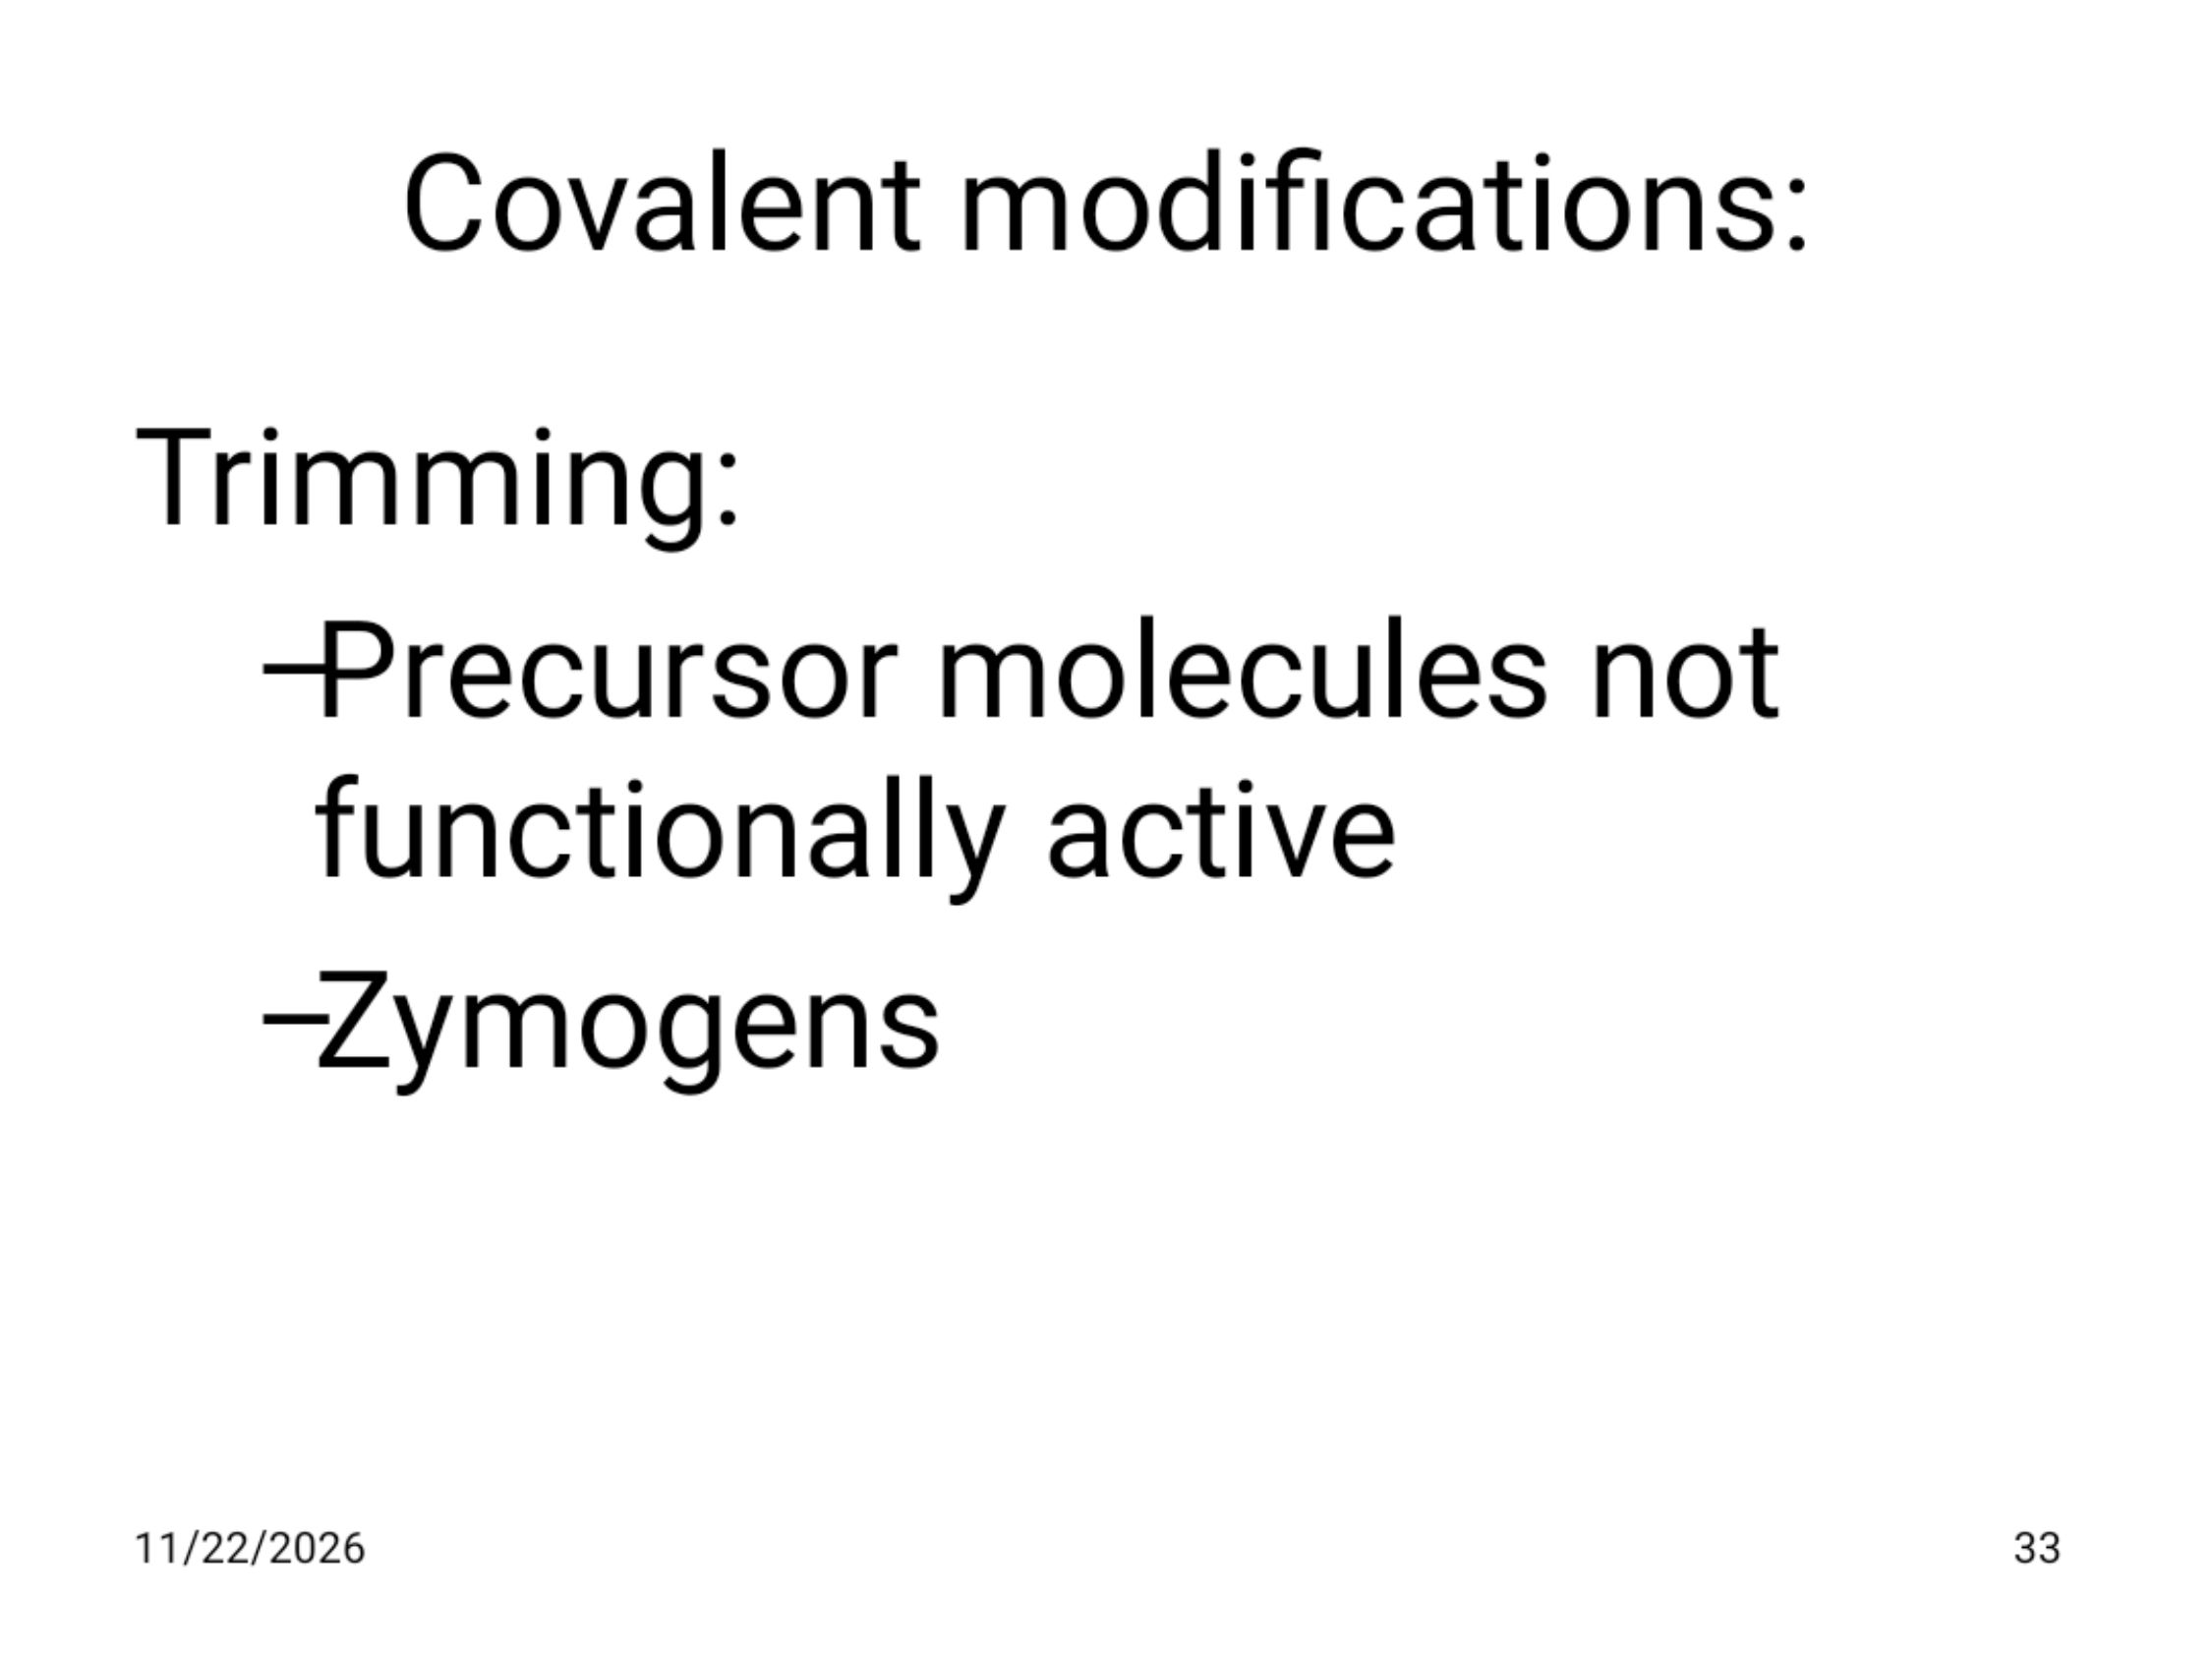 Covalent modifications:
Trimming:
–Precursor molecules not
functionally active
–Zymogens
11/22/2026
33